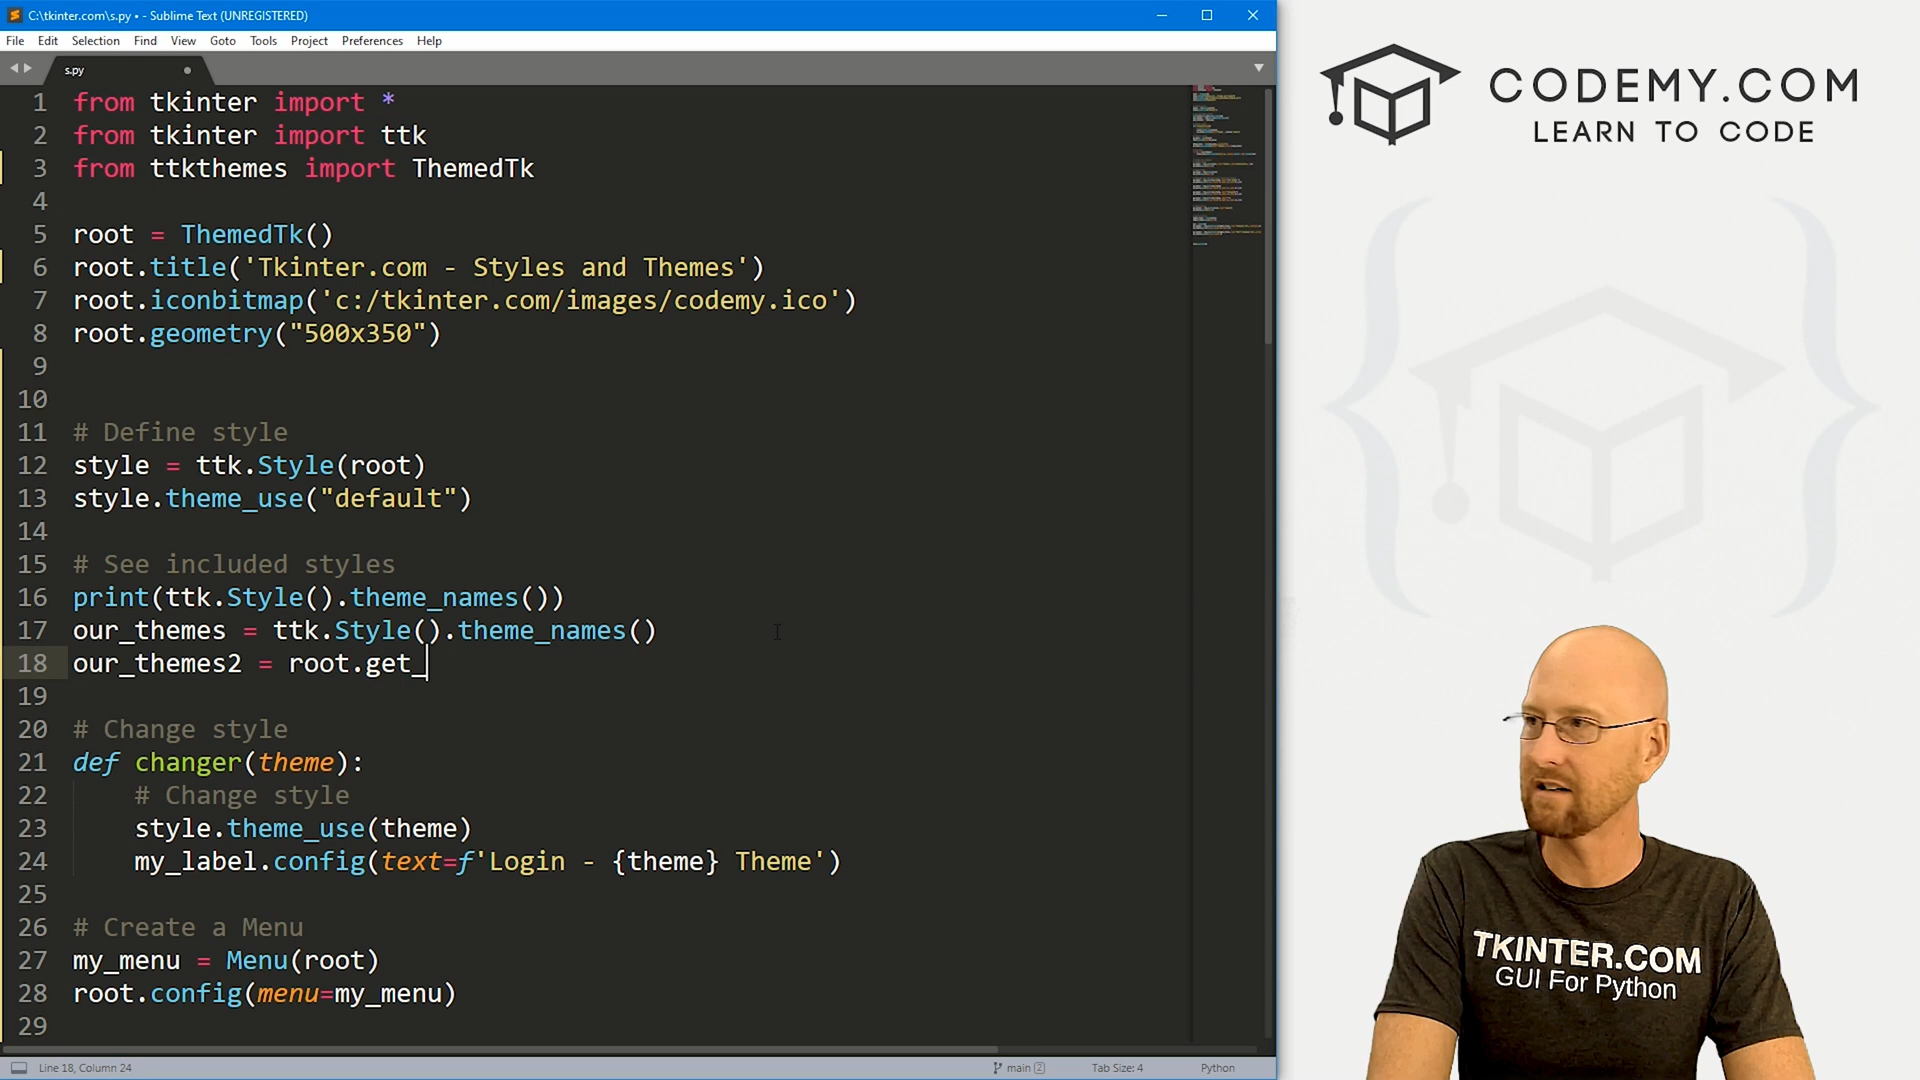 C:\tkinter.com\s.py • - Sublime Text (UNREGISTERED)
File Edit Selection Find View Goto Tools Project Preferences Help
s.py
1 from tkinter import *
2 from tkinter import ttk
3 from ttkthemes import ThemedTk
4
5 root = ThemedTk()
6 root.title('Tkinter.com - Styles and Themes')
7 root.iconbitmap('c:/tkinter.com/images/codemy.ico')
8 root.geometry("500x350")
9
10
11 # Define style
12 style = ttk.Style(root)
13 style.theme_use("default")
14
15 # See included styles
16 print(ttk.Style().theme_names())
17 our_themes = ttk.Style().theme_names()
18 our_themes2 = root.get_
19
20 # Change style
21 def changer(theme):
22 # Change style
23 style.theme_use(theme)
24 my_label.config(text=f'Login - {theme} Theme')
25
26 # Create a Menu
27 my_menu = Menu(root)
28 root.config(menu=my_menu)
29
Line 18, Column 24
main 2
Tab Size: 4
Python
CODEMY.COM
LEARN TO CODE
TKINTER.COM
GUI For Python